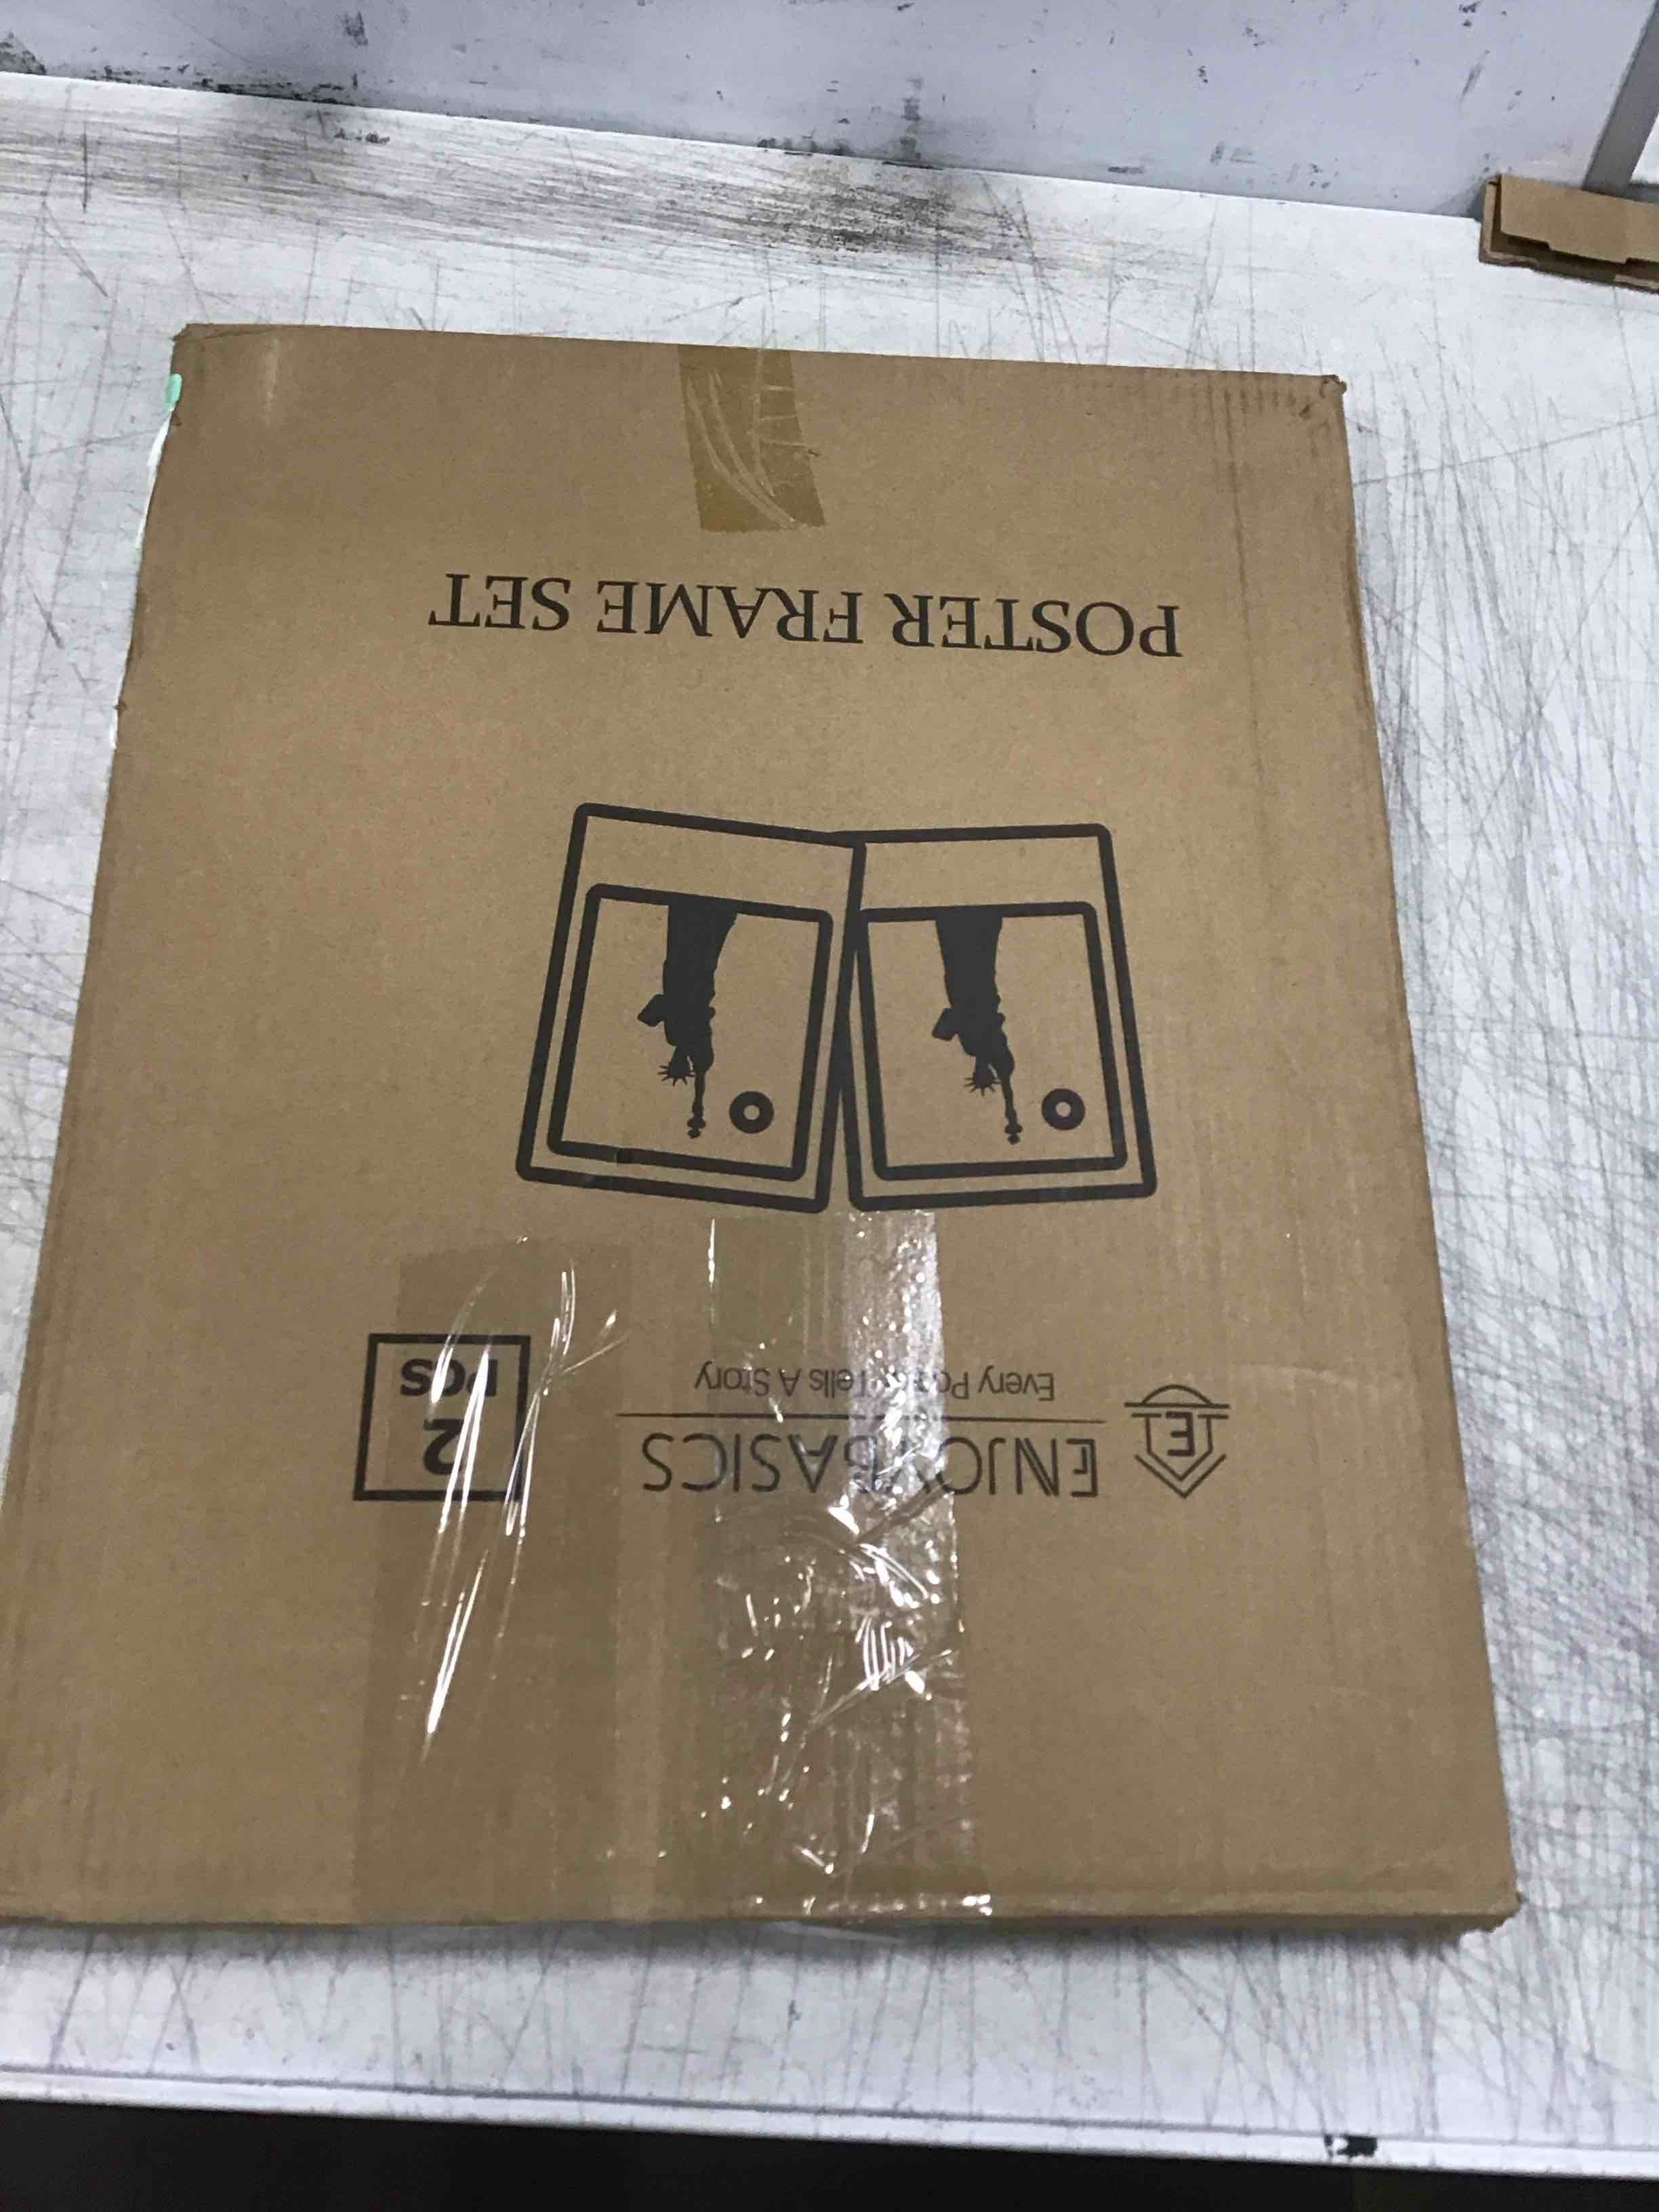 E
ENJOYBASICS
Every Poster Tells A Story
2
PCS
POSTER FRAME SET